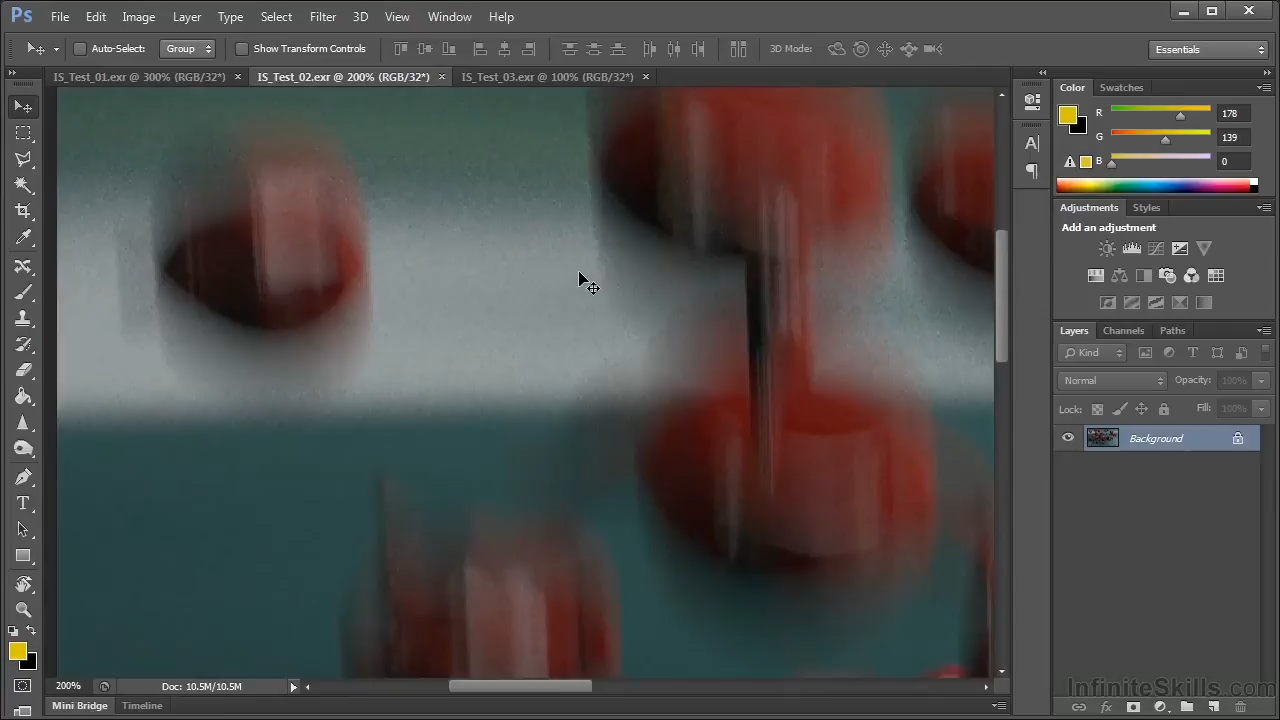 Ps File Edit Image Layer Type Select Filter 3D View Window Help
Auto-Select: Group Show Transform Controls 3D Mode: Essentials
IS_Test_01.exr @ 300% (RGB/32*) × IS_Test_02.exr @ 200% (RGB/32*) × IS_Test_03.exr @ 100% (RGB/32*) ×
Color Swatches
R 178
G 139
B 0
Adjustments Styles
Add an adjustment
Layers Channels Paths
Kind
Normal Opacity: 100%
Lock: Fill: 100%
Background
200% Doc: 10.5M/10.5M
Mini Bridge Timeline
InfiniteSkills.com